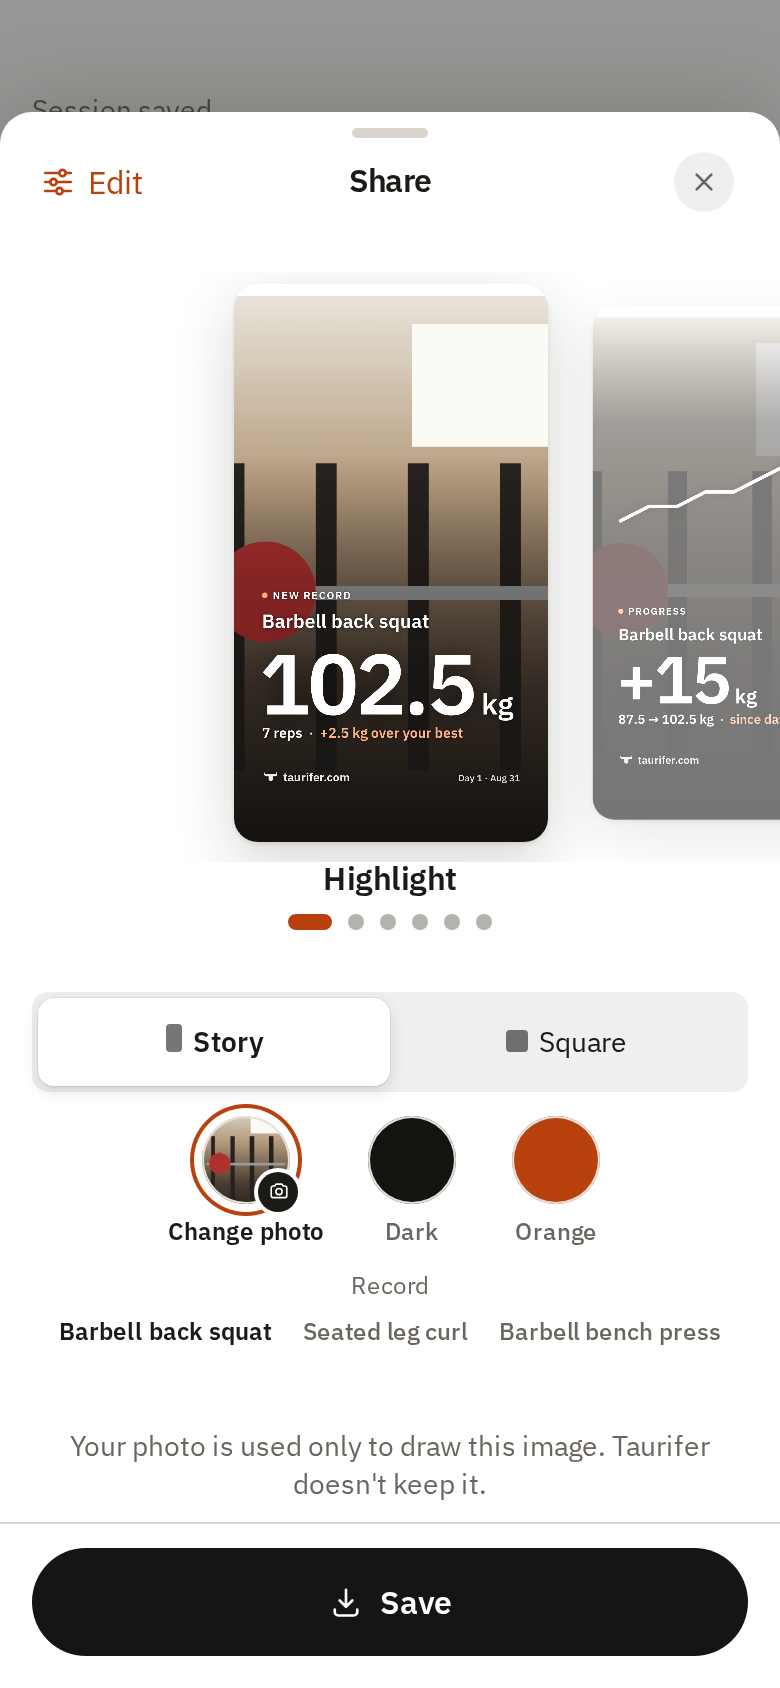 Session saved
Edit
Share
NEW RECORD
Barbell back squat
102.5 kg
7 reps · +2.5 kg over your best
taurifer.com
Day 1 · Aug 31
PROGRESS
Barbell back squat
+15 kg
87.5 → 102.5 kg · since
taurifer.com
Highlight
Story
Square
Change photo
Dark
Orange
Record
Barbell back squat
Seated leg curl
Barbell bench press
Your photo is used only to draw this image. Taurifer
doesn't keep it.
Save